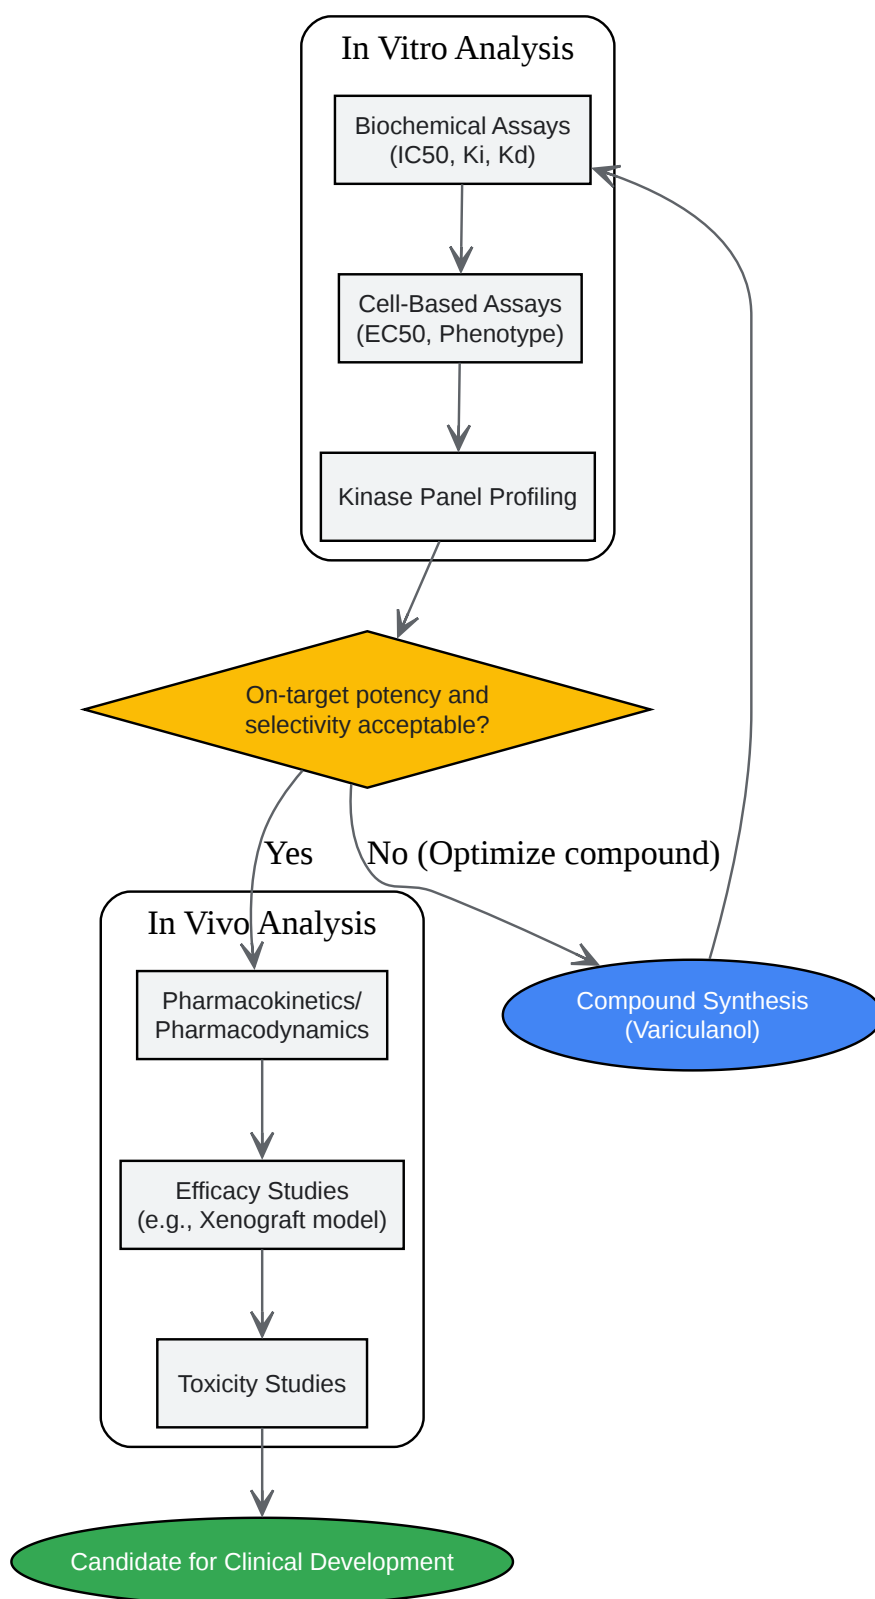 In Vitro Analysis
Biochemical Assays
(IC50, Ki, Kd)
Cell-Based Assays
(EC50, Phenotype)
Kinase Panel Profiling
On-target potency and
selectivity acceptable?
Yes
No (Optimize compound)
In Vivo Analysis
Pharmacokinetics/
Pharmacodynamics
Compound Synthesis
(Variculanol)
Efficacy Studies
(e.g., Xenograft model)
Toxicity Studies
Candidate for Clinical Development